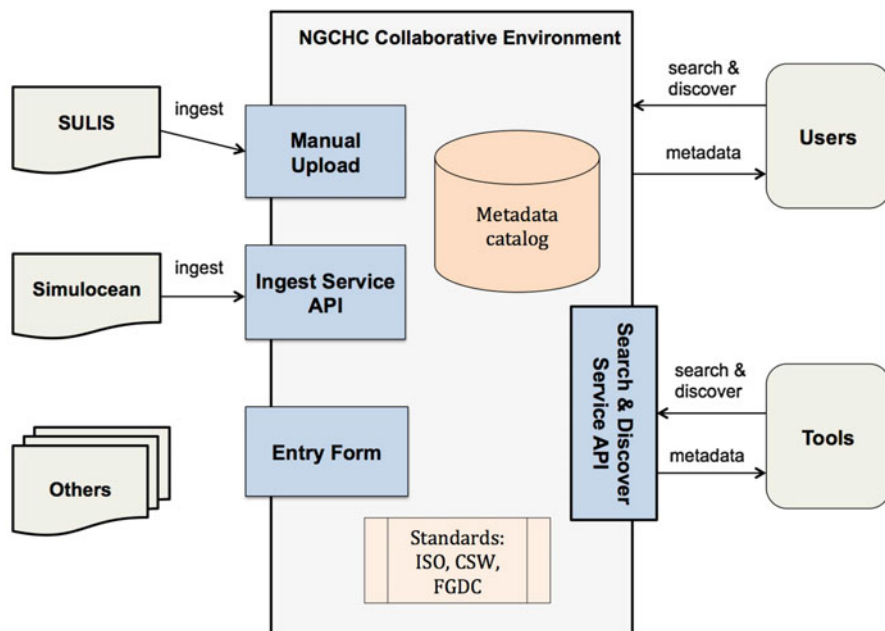 NGCHC Collaborative Environment
SULIS
ingest
Manual
Upload
Metadata
catalog
search &
discover
metadata
Users
Simulocean
ingest
Ingest Service
API
Search & Discover
Service API
search &
discover
metadata
Tools
Others
Entry Form
Standards:
ISO, CSW,
FGDC